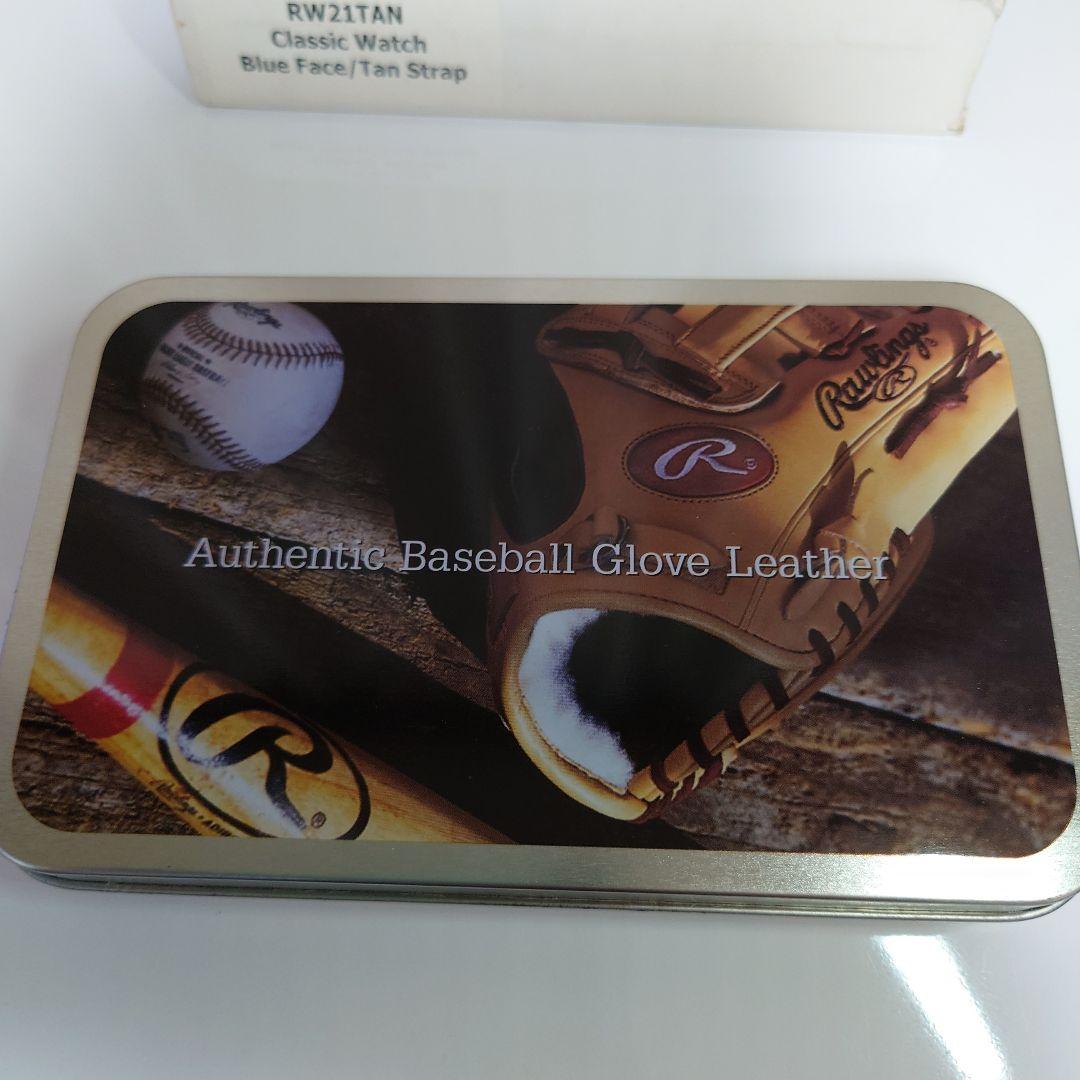 RW21TAN
Classic Watch
Blue Face/Tan Strap
Rawlings
R
R
Authentic Baseball Glove Leather
R
®